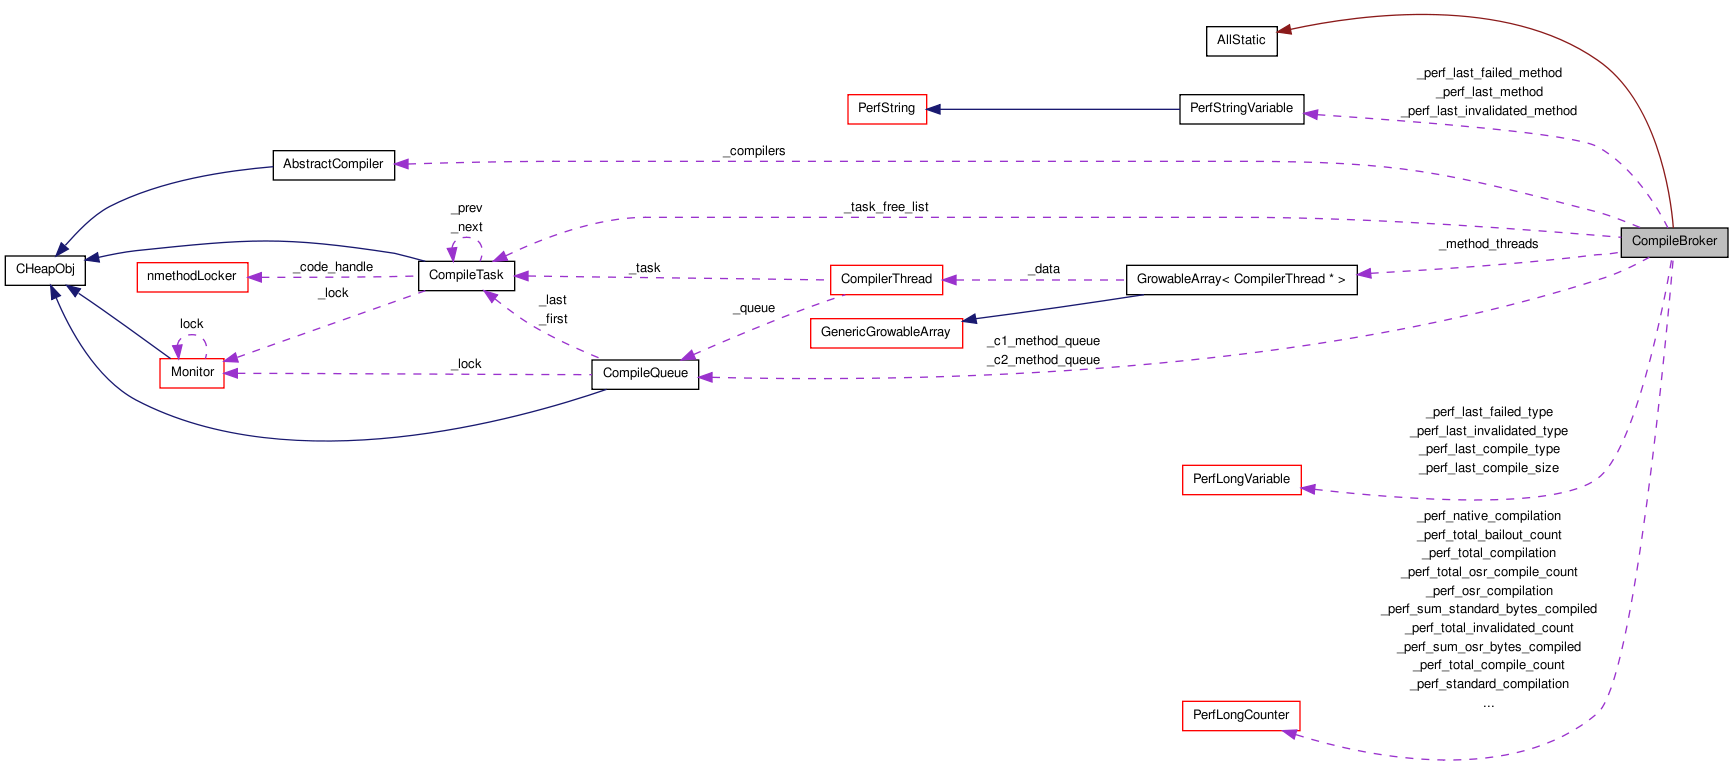 AllStatic
_perf_last_failed_method
_perf_last_method
_perf_last_invalidated_method
PerfString
PerfStringVariable
_compilers
AbstractCompiler
_prev
_next
_task_free_list
CompileBroker
_method_threads
CHeapObj
nmethodLocker
_code_handle
CompileTask
_task
CompilerThread
_data
GrowableArray< CompilerThread * >
_lock
_last
_first
_queue
GenericGrowableArray
lock
_c1_method_queue
_c2_method_queue
Monitor
_lock
CompileQueue
_perf_last_failed_type
_perf_last_invalidated_type
_perf_last_compile_type
_perf_last_compile_size
PerfLongVariable
_perf_native_compilation
_perf_total_bailout_count
_perf_total_compilation
_perf_total_osr_compile_count
_perf_osr_compilation
_perf_sum_standard_bytes_compiled
_perf_total_invalidated_count
_perf_sum_osr_bytes_compiled
_perf_total_compile_count
_perf_standard_compilation
...
PerfLongCounter